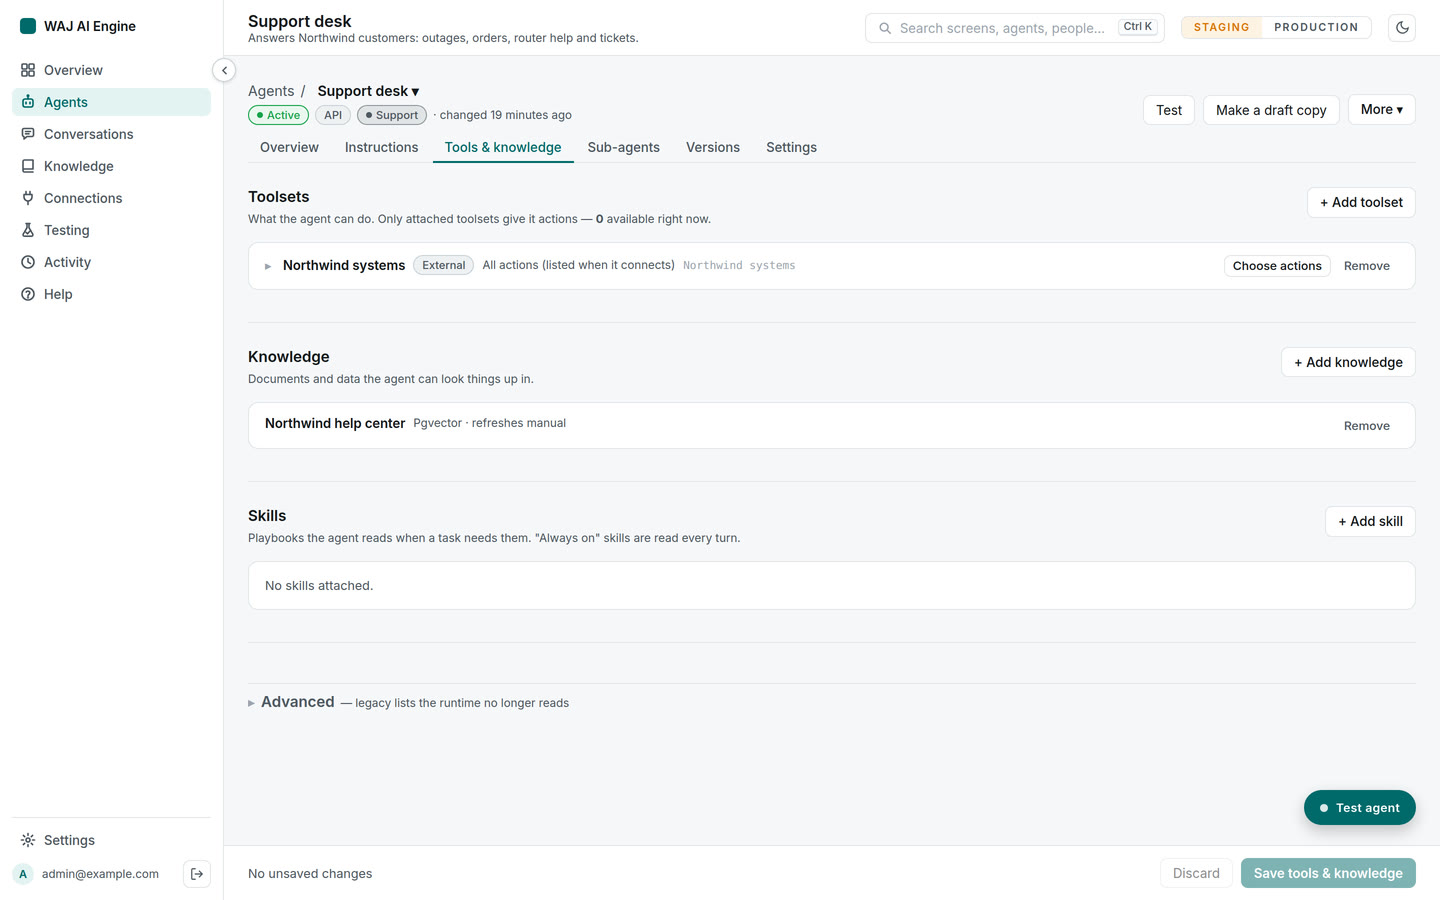 WAJ AI Engine
Overview
Agents
Conversations
Knowledge
Connections
Testing
Activity
Help
Settings
A admin@example.com
Support desk
Answers Northwind customers: outages, orders, router help and tickets.
Search screens, agents, people... Ctrl K
STAGING PRODUCTION
Agents / Support desk ▾
Active API Support · changed 19 minutes ago
Test Make a draft copy More ▾
Overview Instructions Tools & knowledge Sub-agents Versions Settings
Toolsets
What the agent can do. Only attached toolsets give it actions — 0 available right now.
+ Add toolset
▸ Northwind systems External All actions (listed when it connects) Northwind systems Choose actions Remove
Knowledge
Documents and data the agent can look things up in.
+ Add knowledge
Northwind help center Pgvector · refreshes manual Remove
Skills
Playbooks the agent reads when a task needs them. "Always on" skills are read every turn.
+ Add skill
No skills attached.
▸ Advanced — legacy lists the runtime no longer reads
Test agent
No unsaved changes Discard Save tools & knowledge